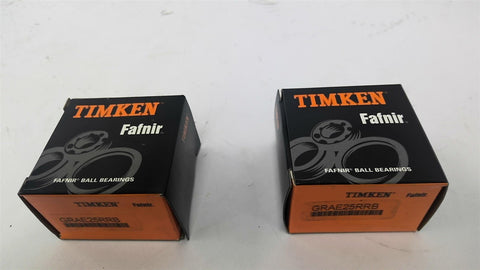 TIMKEN
Fafnir
FAFNIR® BALL BEARINGS
TIMKEN Fafnir
GRAE25RRB
TIMKEN
Fafnir
FAFNIR® BALL BEARINGS
TIMKEN Fafnir
GRAE25RRB